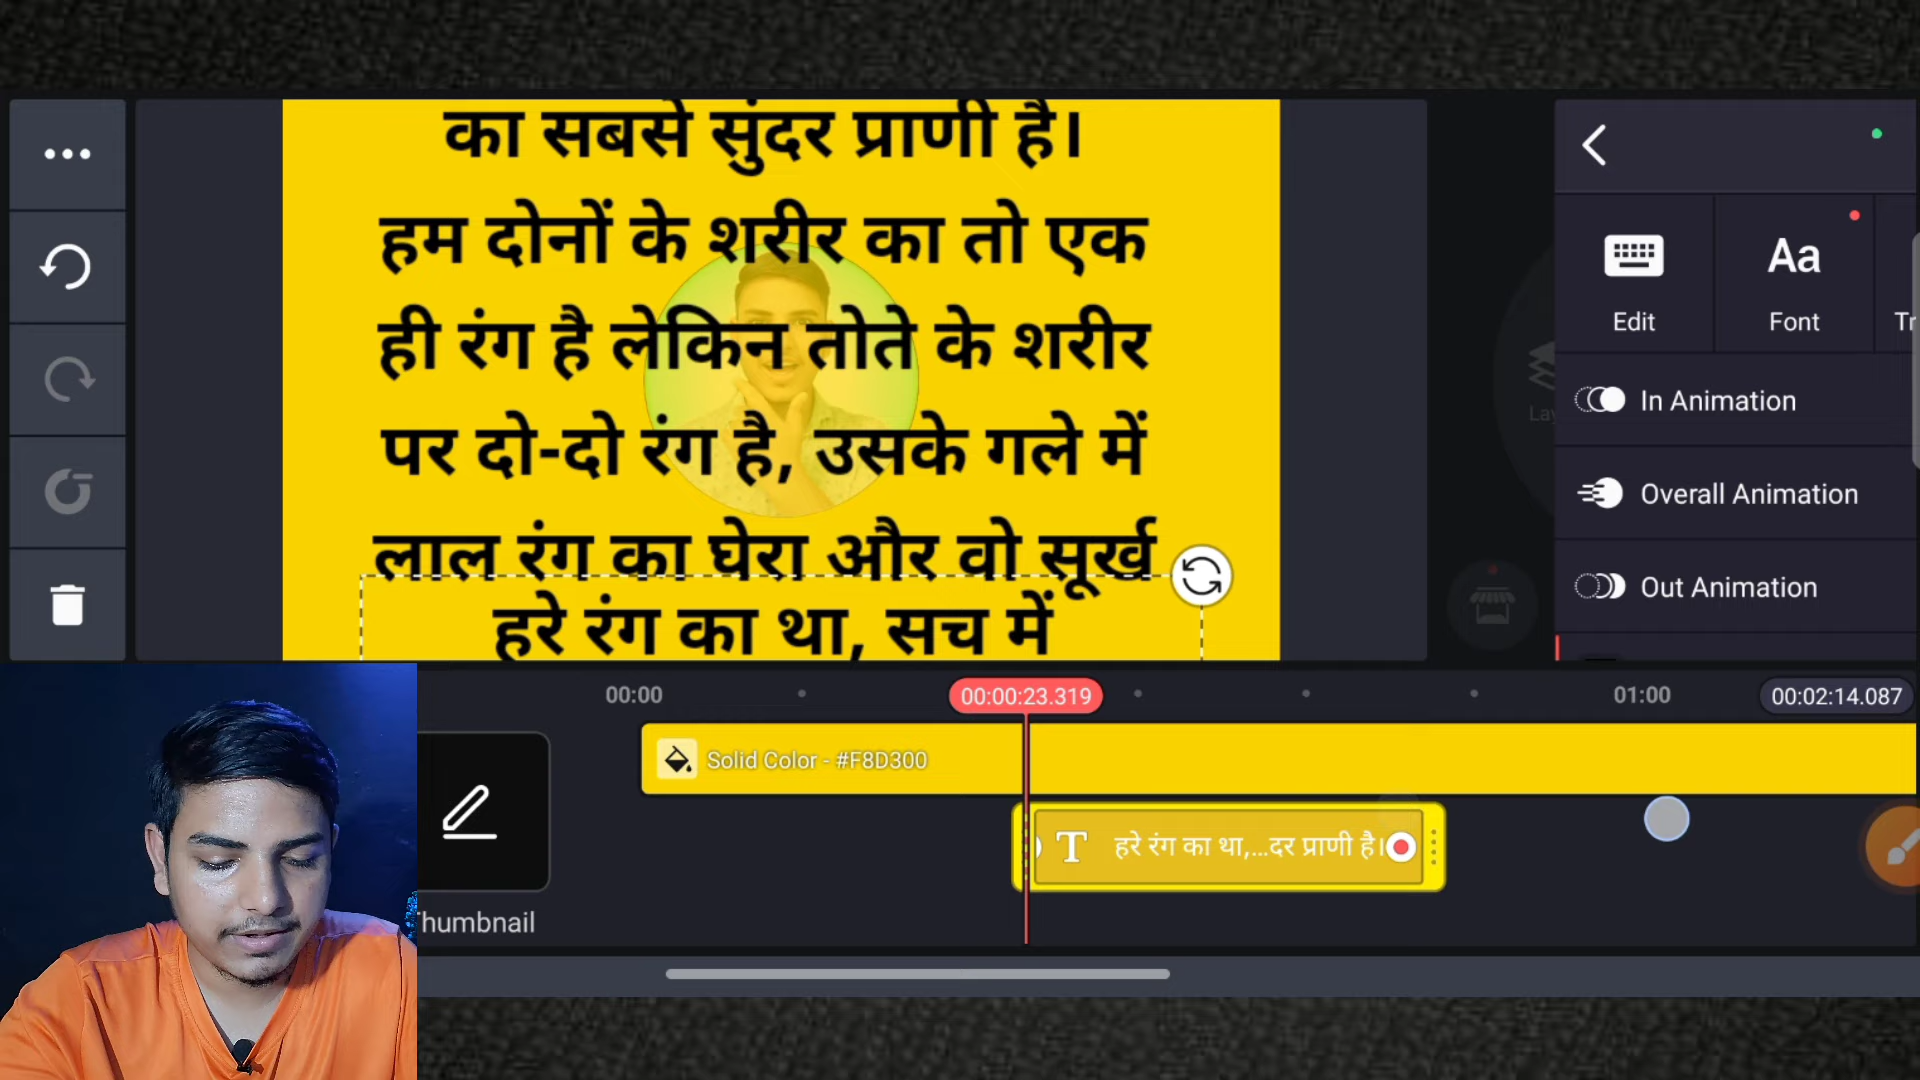 का सबसे सुंदर प्राणी है।
हम दोनों के शरीर का तो एक
ही रंग है लेकिन तोते के शरीर
पर दो-दो रंग है, उसके गले में
लाल रंग का घेरा और वो सूर्ख
हरे रंग का था, सच में
Edit
Aa
Font
Tr
In Animation
Overall Animation
Out Animation
Lay
00:00
00:00:23.319
01:00
00:02:14.087
Solid Color - #F8D300
T हरे रंग का था,...दर प्राणी है।
humbnail